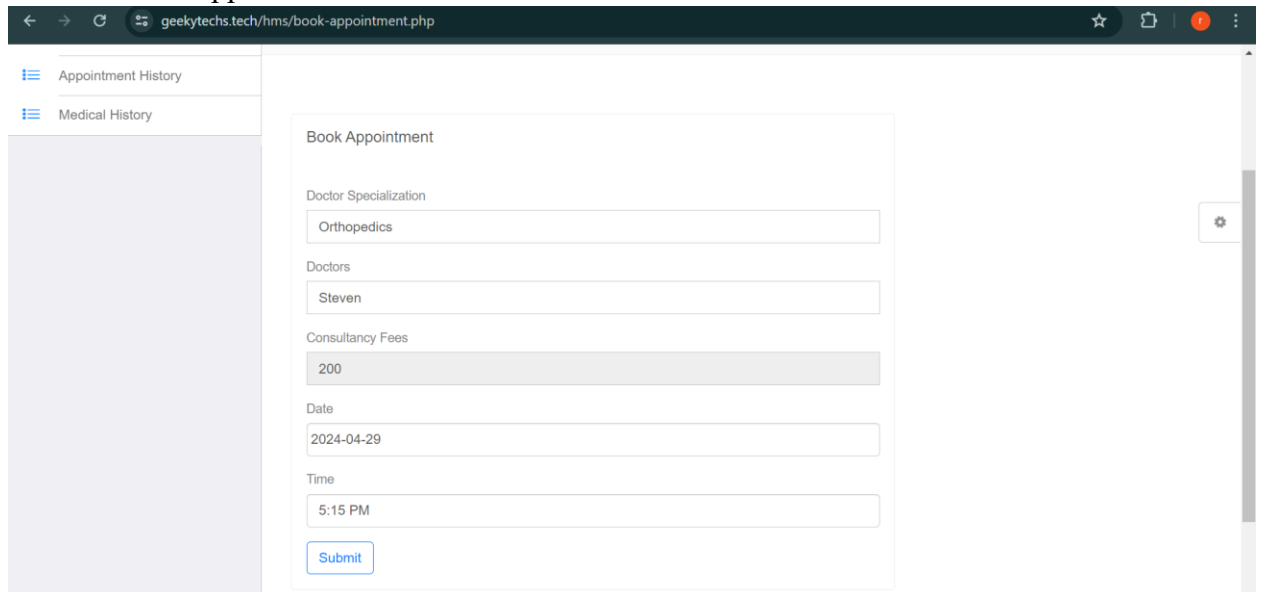 geekytechs.tech/hms/book-appointment.php
r
Appointment History
Medical History
Book Appointment
Doctor Specialization
Orthopedics
Doctors
Steven
Consultancy Fees
200
Date
2024-04-29
Time
5:15 PM
Submit